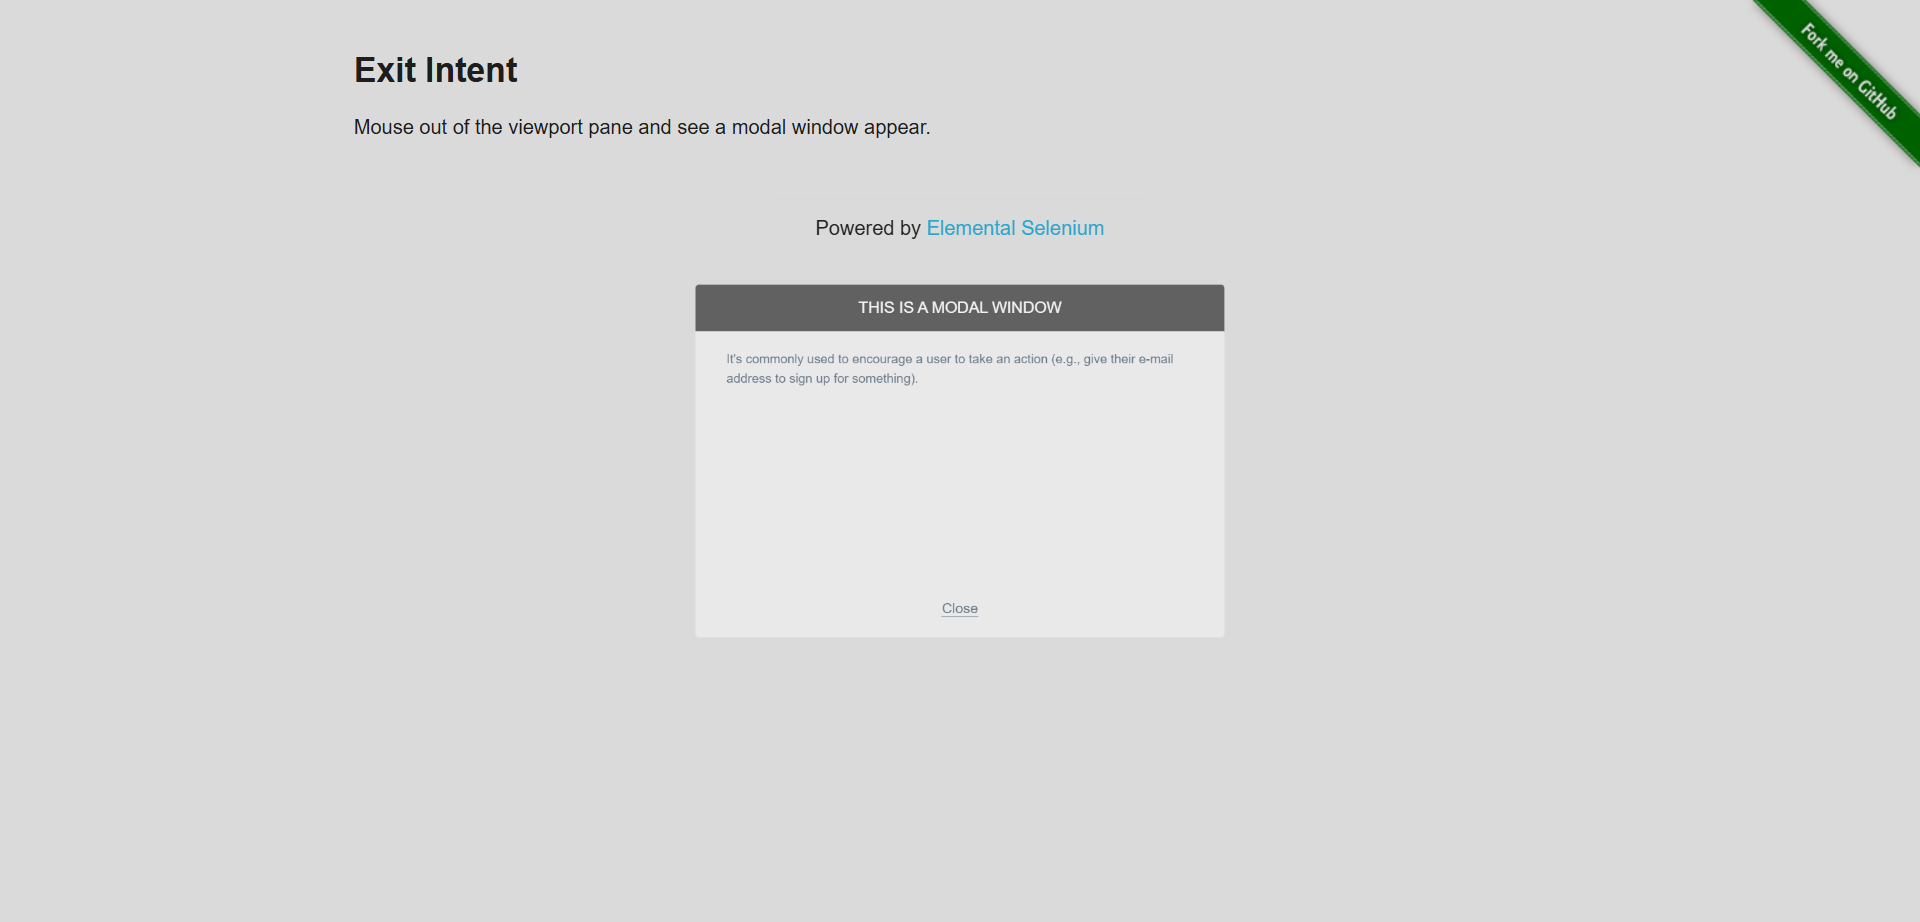 Exit Intent
Mouse out of the viewport pane and see a modal window appear.
Fork me on GitHub
Powered by Elemental Selenium
THIS IS A MODAL WINDOW
It's commonly used to encourage a user to take an action (e.g., give their e-mail
address to sign up for something).
Close